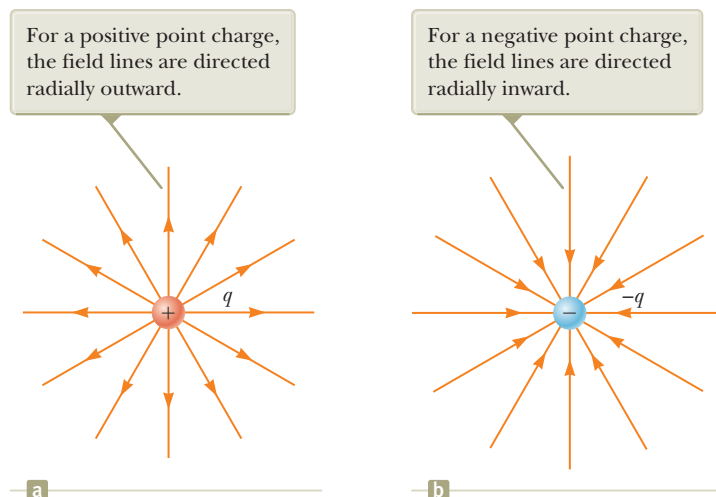 For a positive point charge,
the field lines are directed
radially outward.
For a negative point charge,
the field lines are directed
radially inward.
q
+
−q
−
a
b